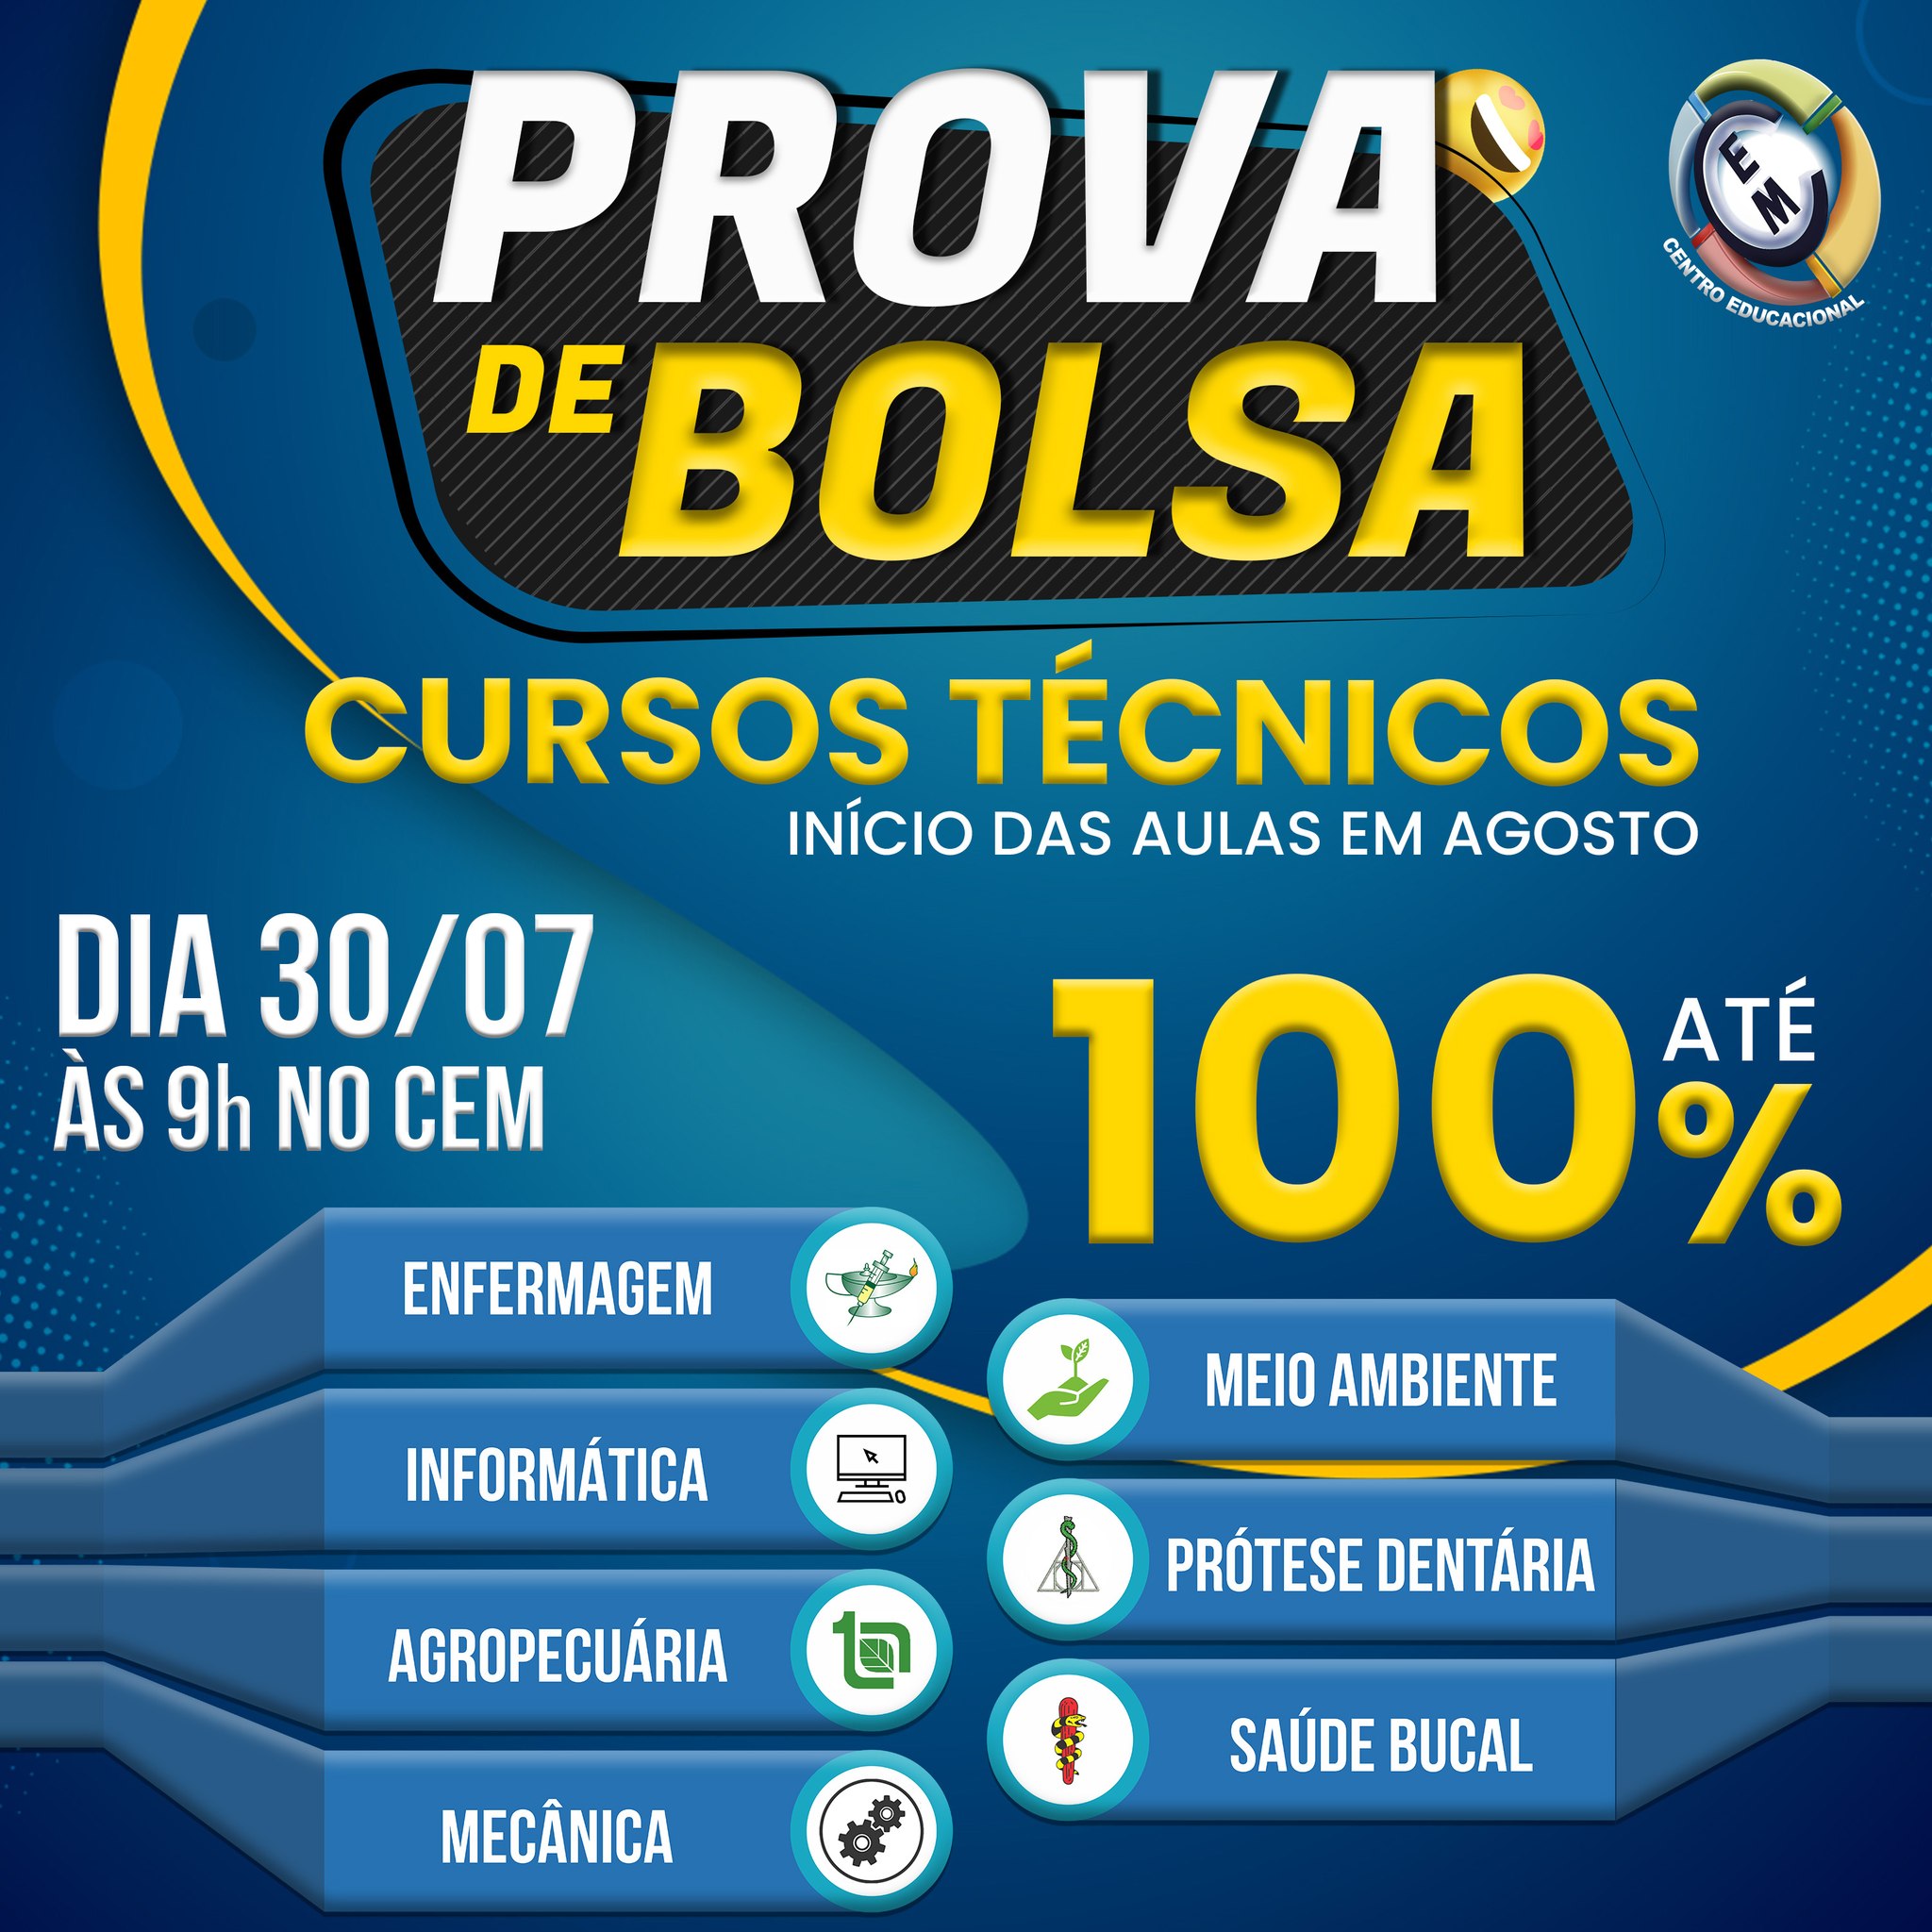 PROVA
DE BOLSA
CEM
CENTRO EDUCACIONAL
CURSOS TÉCNICOS
INÍCIO DAS AULAS EM AGOSTO
DIA 30/07
ÀS 9h NO CEM
ATÉ
100%
ENFERMAGEM
INFORMÁTICA
AGROPECUÁRIA
MECÂNICA
MEIO AMBIENTE
PRÓTESE DENTÁRIA
SAÚDE BUCAL